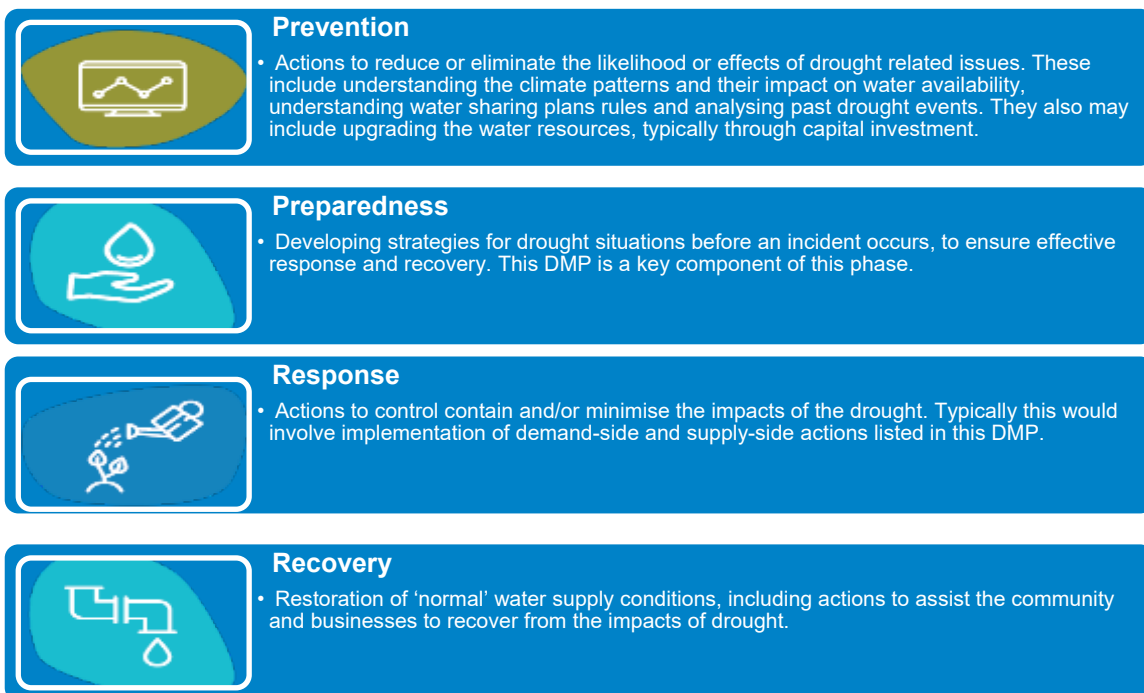 Prevention
• Actions to reduce or eliminate the likelihood or effects of drought related issues. These
include understanding the climate patterns and their impact on water availability,
understanding water sharing plans rules and analysing past drought events. They also may
include upgrading the water resources, typically through capital investment.
Preparedness
• Developing strategies for drought situations before an incident occurs, to ensure effective
response and recovery. This DMP is a key component of this phase.
Response
• Actions to control contain and/or minimise the impacts of the drought. Typically this would
involve implementation of demand-side and supply-side actions listed in this DMP.
Recovery
• Restoration of ‘normal’ water supply conditions, including actions to assist the community
and businesses to recover from the impacts of drought.